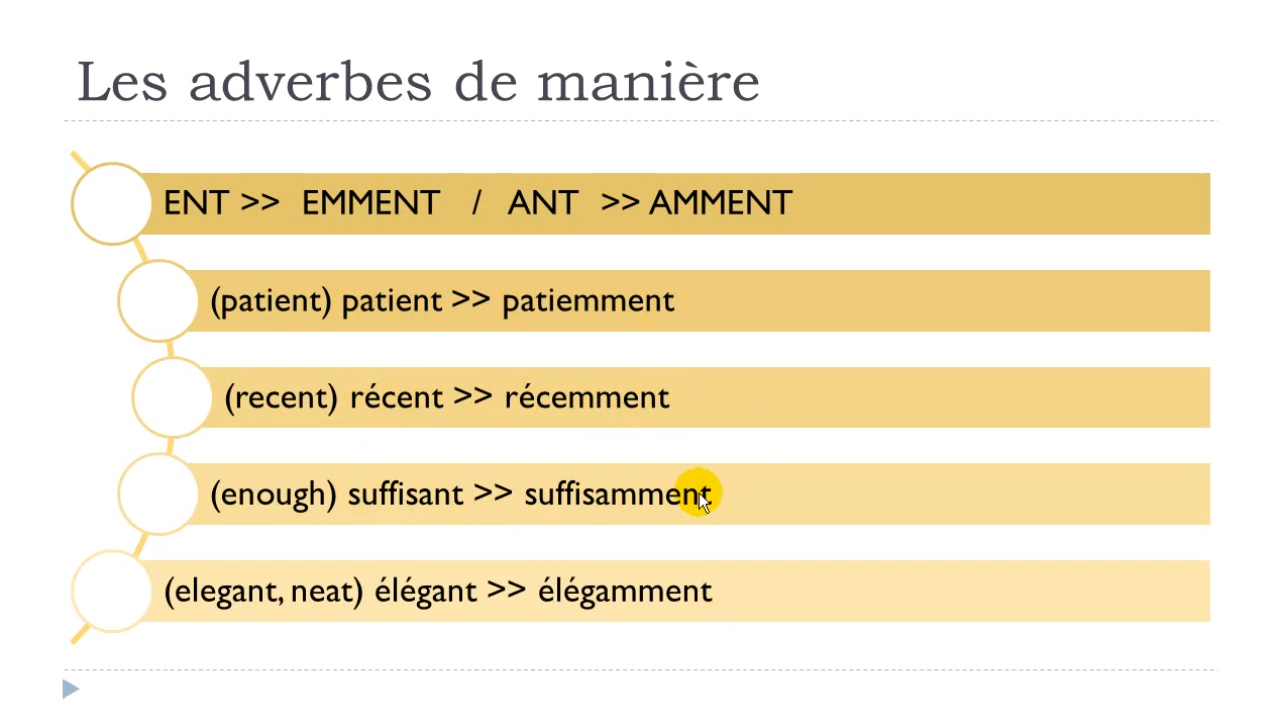 Les adverbes de manière
ENT >> EMMENT / ANT >> AMMENT
(patient) patient >> patiemment
(recent) récent >> récemment
(enough) suffisant >> suffisamment
(elegant, neat) élégant >> élégamment